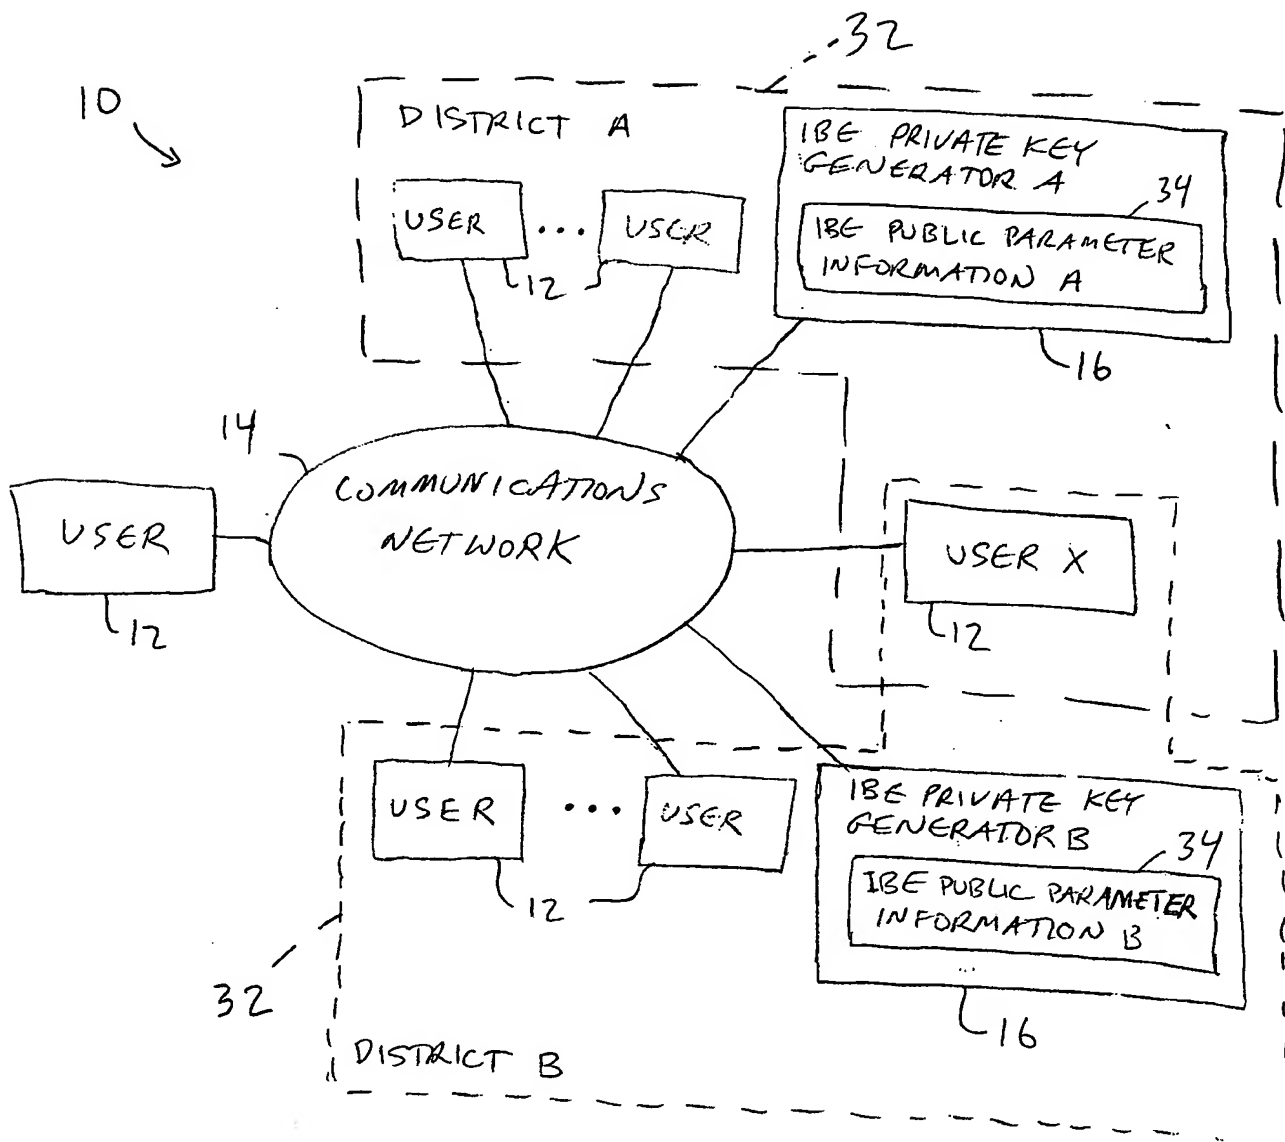 32
10
DISTRICT A
IBE PRIVATE KEY
GENERATOR A
34
IBE PUBLIC PARAMETER
INFORMATION A
USER ... USER
12
16
14
COMMUNICATIONS
NETWORK
USER
12
USER X
12
USER ... USER
12
IBE PRIVATE KEY
GENERATOR B
34
IBE PUBLIC PARAMETER
INFORMATION B
16
32
DISTRICT B